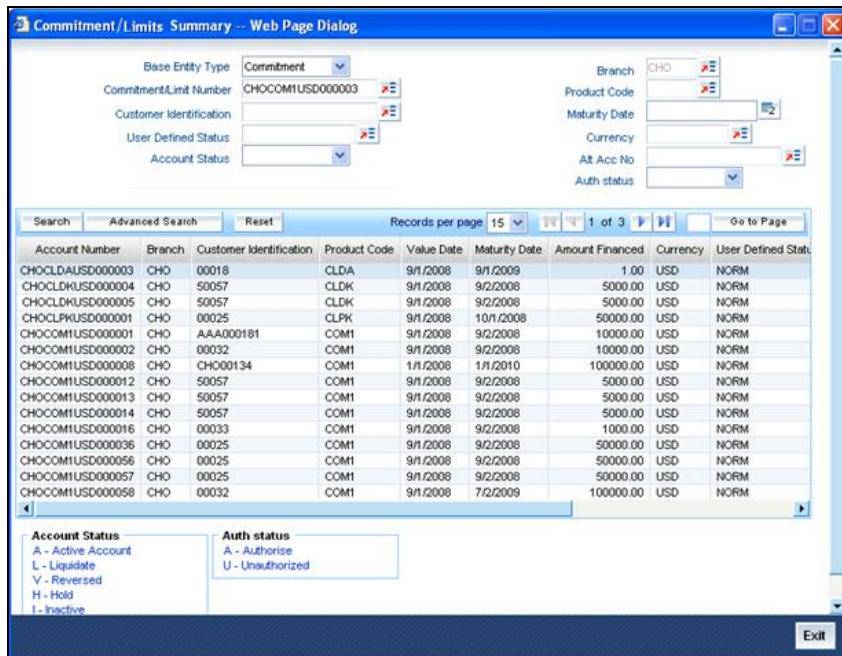 Commitment/Limits Summary -- Web Page Dialog
Base Entity Type Commitment
Branch CHO
Commitment/Limit Number CHOCOM1USD000003
Product Code
Customer Identification
Maturity Date
User Defined Status
Currency
Account Status
Alt Acc No
Auth status
Search Advanced Search Reset Records per page 15 1 of 3 Go to Page
Account Number Branch Customer Identification Product Code Value Date Maturity Date Amount Financed Currency User Defined Statu
CHOCLDAUSD000003 CHO 00018 CLDA 9/1/2008 9/1/2009 1.00 USD NORM
CHOCLDKUSD000004 CHO 50057 CLDK 9/1/2008 9/2/2008 5000.00 USD NORM
CHOCLDKUSD000005 CHO 50057 CLDK 9/1/2008 9/2/2008 5000.00 USD NORM
CHOCLPKUSD000001 CHO 00025 CLPK 9/1/2008 10/1/2008 50000.00 USD NORM
CHOCOM1USD000001 CHO AAA000181 COM1 9/1/2008 9/2/2008 10000.00 USD NORM
CHOCOM1USD000002 CHO 00032 COM1 9/1/2008 9/2/2008 10000.00 USD NORM
CHOCOM1USD000008 CHO CHO00134 COM1 1/1/2008 1/1/2010 100000.00 USD NORM
CHOCOM1USD000012 CHO 50057 COM1 9/1/2008 9/2/2008 5000.00 USD NORM
CHOCOM1USD000013 CHO 50057 COM1 9/1/2008 9/2/2008 5000.00 USD NORM
CHOCOM1USD000014 CHO 50057 COM1 9/1/2008 9/2/2008 5000.00 USD NORM
CHOCOM1USD000016 CHO 00033 COM1 9/1/2008 9/2/2008 1000.00 USD NORM
CHOCOM1USD000036 CHO 00025 COM1 9/1/2008 9/2/2008 50000.00 USD NORM
CHOCOM1USD000056 CHO 00025 COM1 9/1/2008 9/2/2008 50000.00 USD NORM
CHOCOM1USD000057 CHO 00025 COM1 9/1/2008 9/2/2008 50000.00 USD NORM
CHOCOM1USD000058 CHO 00032 COM1 9/1/2008 7/2/2009 100000.00 USD NORM
Account Status
A - Active Account
L - Liquidate
V - Reversed
H - Hold
I - Inactive
Auth status
A - Authorise
U - Unauthorized
Exit